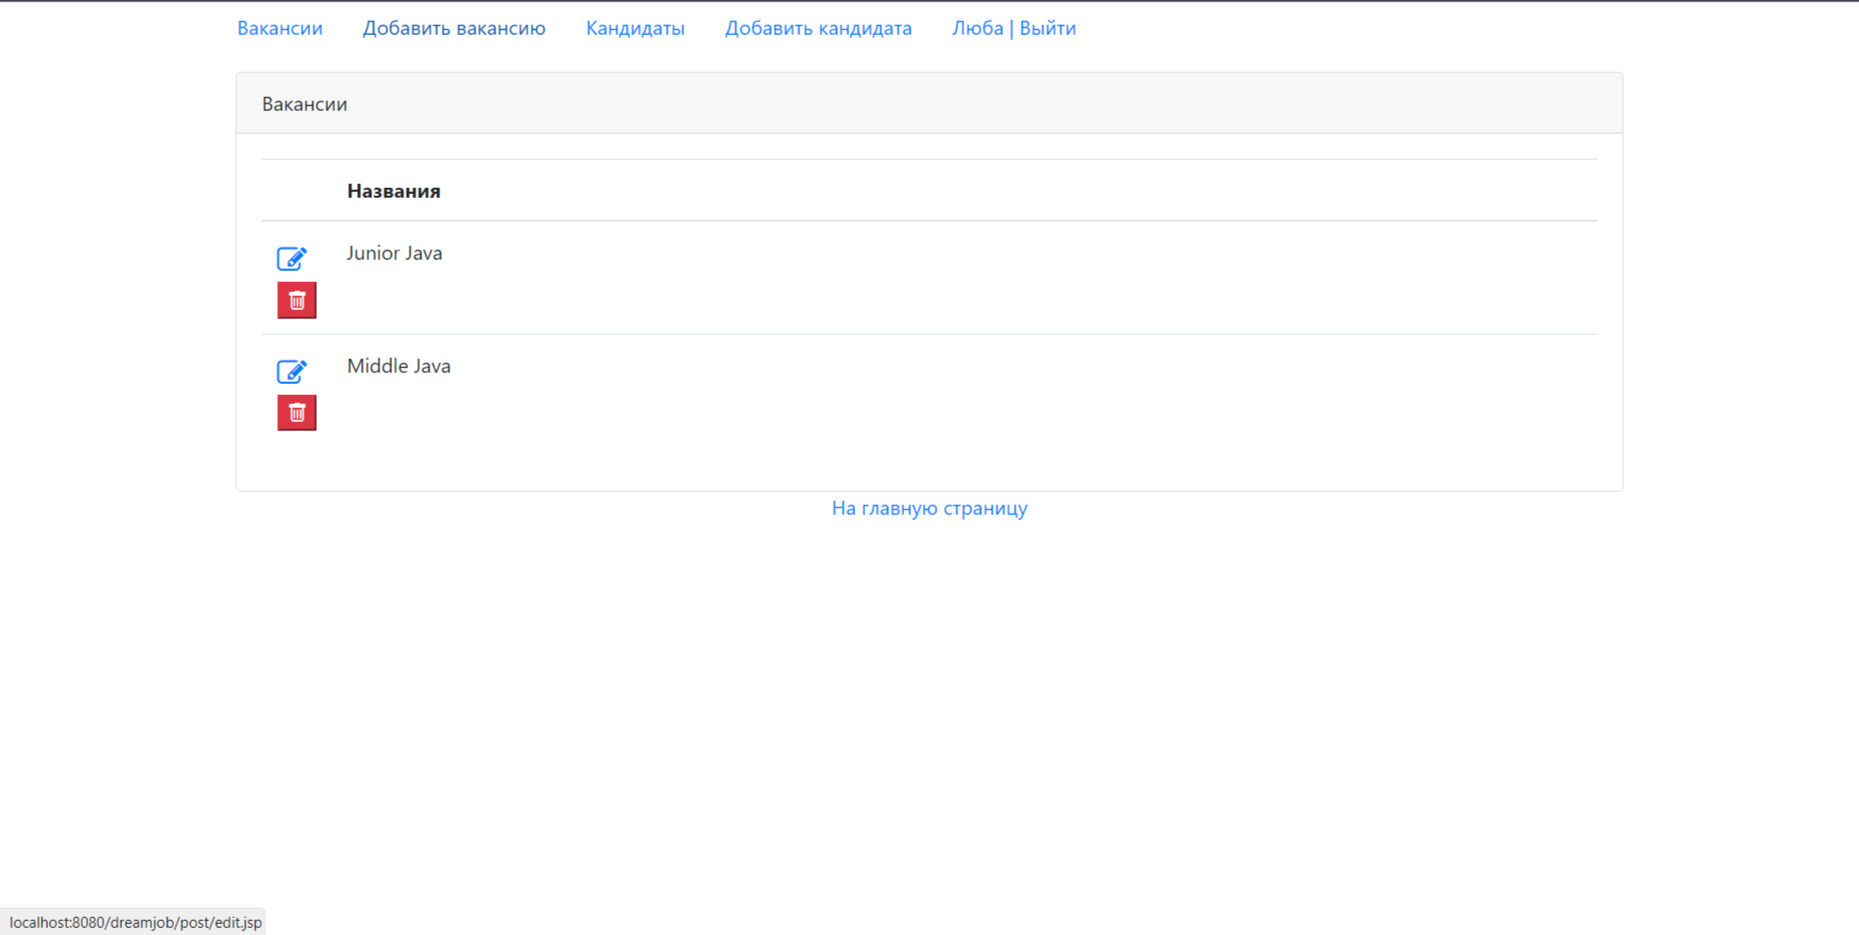 Вакансии Добавить вакансию Кандидаты Добавить кандидата Люба | Выйти
Вакансии
Названия
Junior Java
Middle Java
На главную страницу
localhost:8080/dreamjob/post/edit.jsp